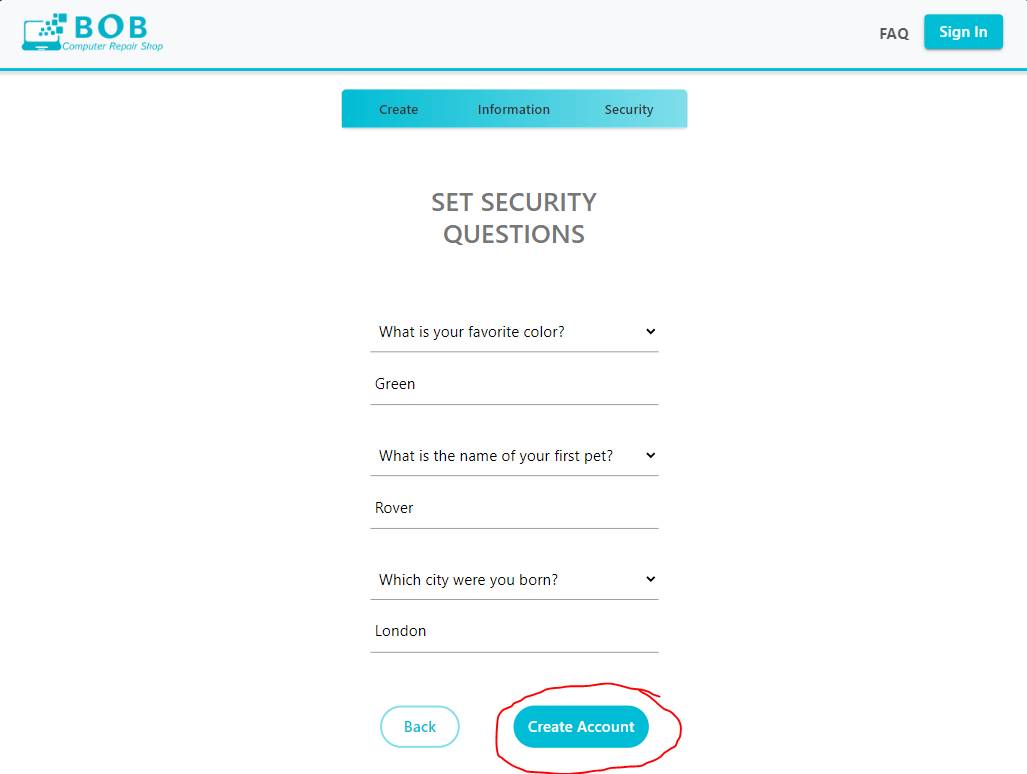 BOB
Computer Repair Shop
FAQ
Sign In
Create
Information
Security
SET SECURITY
QUESTIONS
What is your favorite color?
Green
What is the name of your first pet?
Rover
Which city were you born?
London
Back
Create Account